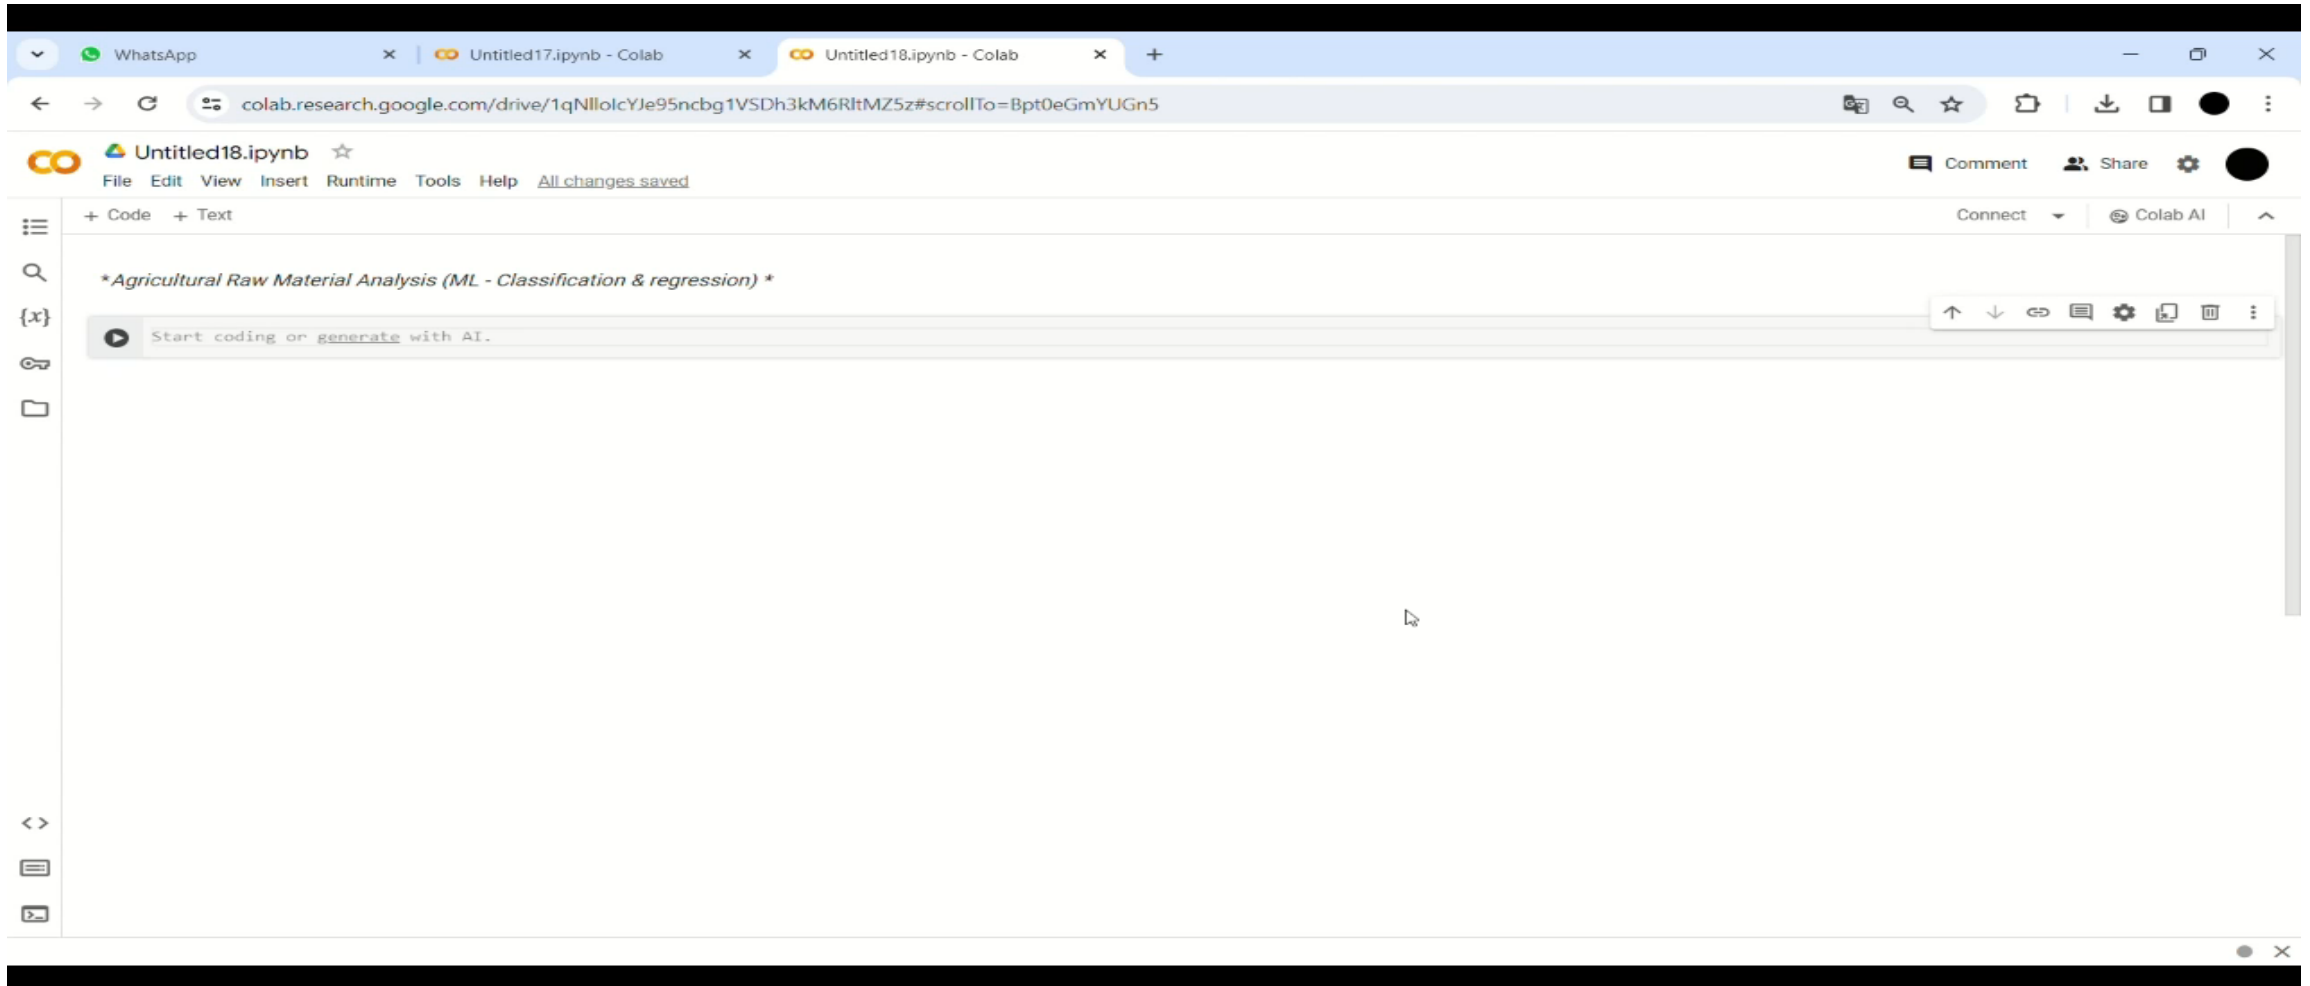 WhatsApp
Untitled17.ipynb - Colab
Untitled18.ipynb - Colab
colab.research.google.com/drive/1qNlloIcYJe95ncbg1VSDh3kM6RltMZ5z#scrollTo=Bpt0eGmYUGn5
Untitled18.ipynb
Comment
Share
File Edit View Insert Runtime Tools Help All changes saved
+ Code + Text
Connect
Colab AI
*Agricultural Raw Material Analysis (ML - Classification & regression) *
{x}
Start coding or generate with AI.